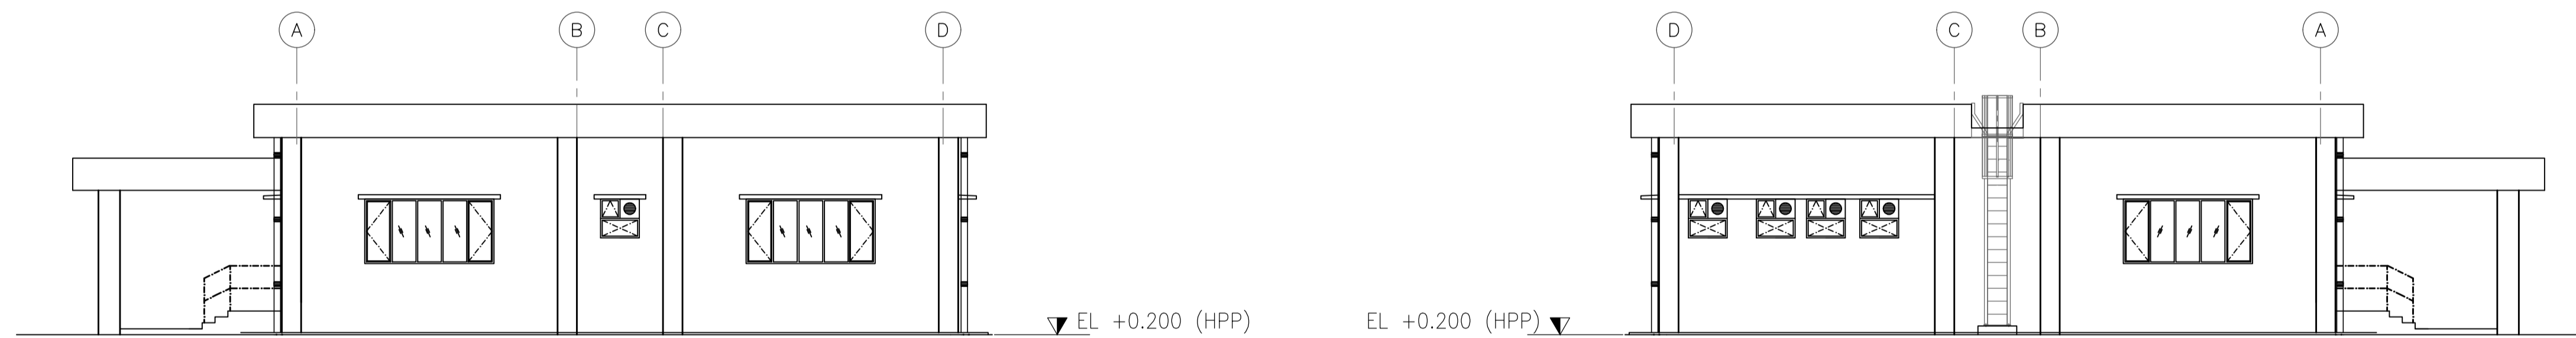 A B C D D C B A
EL +0.200 (HPP) EL +0.200 (HPP)